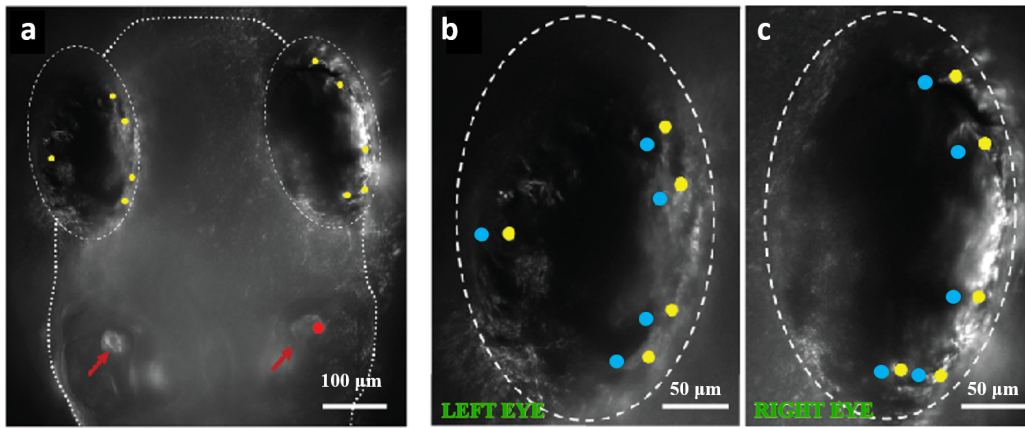 a
b
c
100 µm
50 µm
50 µm
LEFT EYE
RIGHT EYE